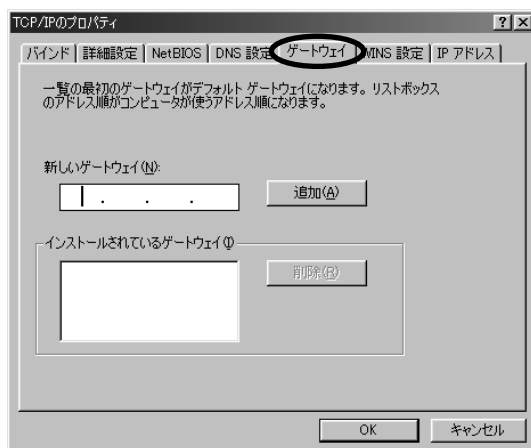 TCP/IPのプロパティ
バインド 詳細設定 NetBIOS DNS 設定 ゲートウェイ WINS 設定 IP アドレス
一覧の最初のゲートウェイがデフォルト ゲートウェイになります。リストボックス
のアドレス順がコンピュータが使うアドレス順になります。
新しいゲートウェイ(N):
. . .
追加(A)
インストールされているゲートウェイ(I)
削除(R)
OK キャンセル